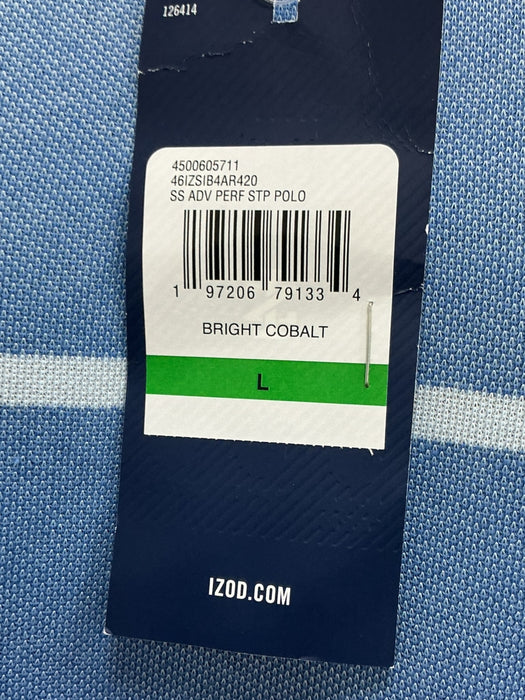 126414
4500605711
46IZSIB4AR420
SS ADV PERF STP POLO
1 97206 79133 4
BRIGHT COBALT
L
IZOD.COM